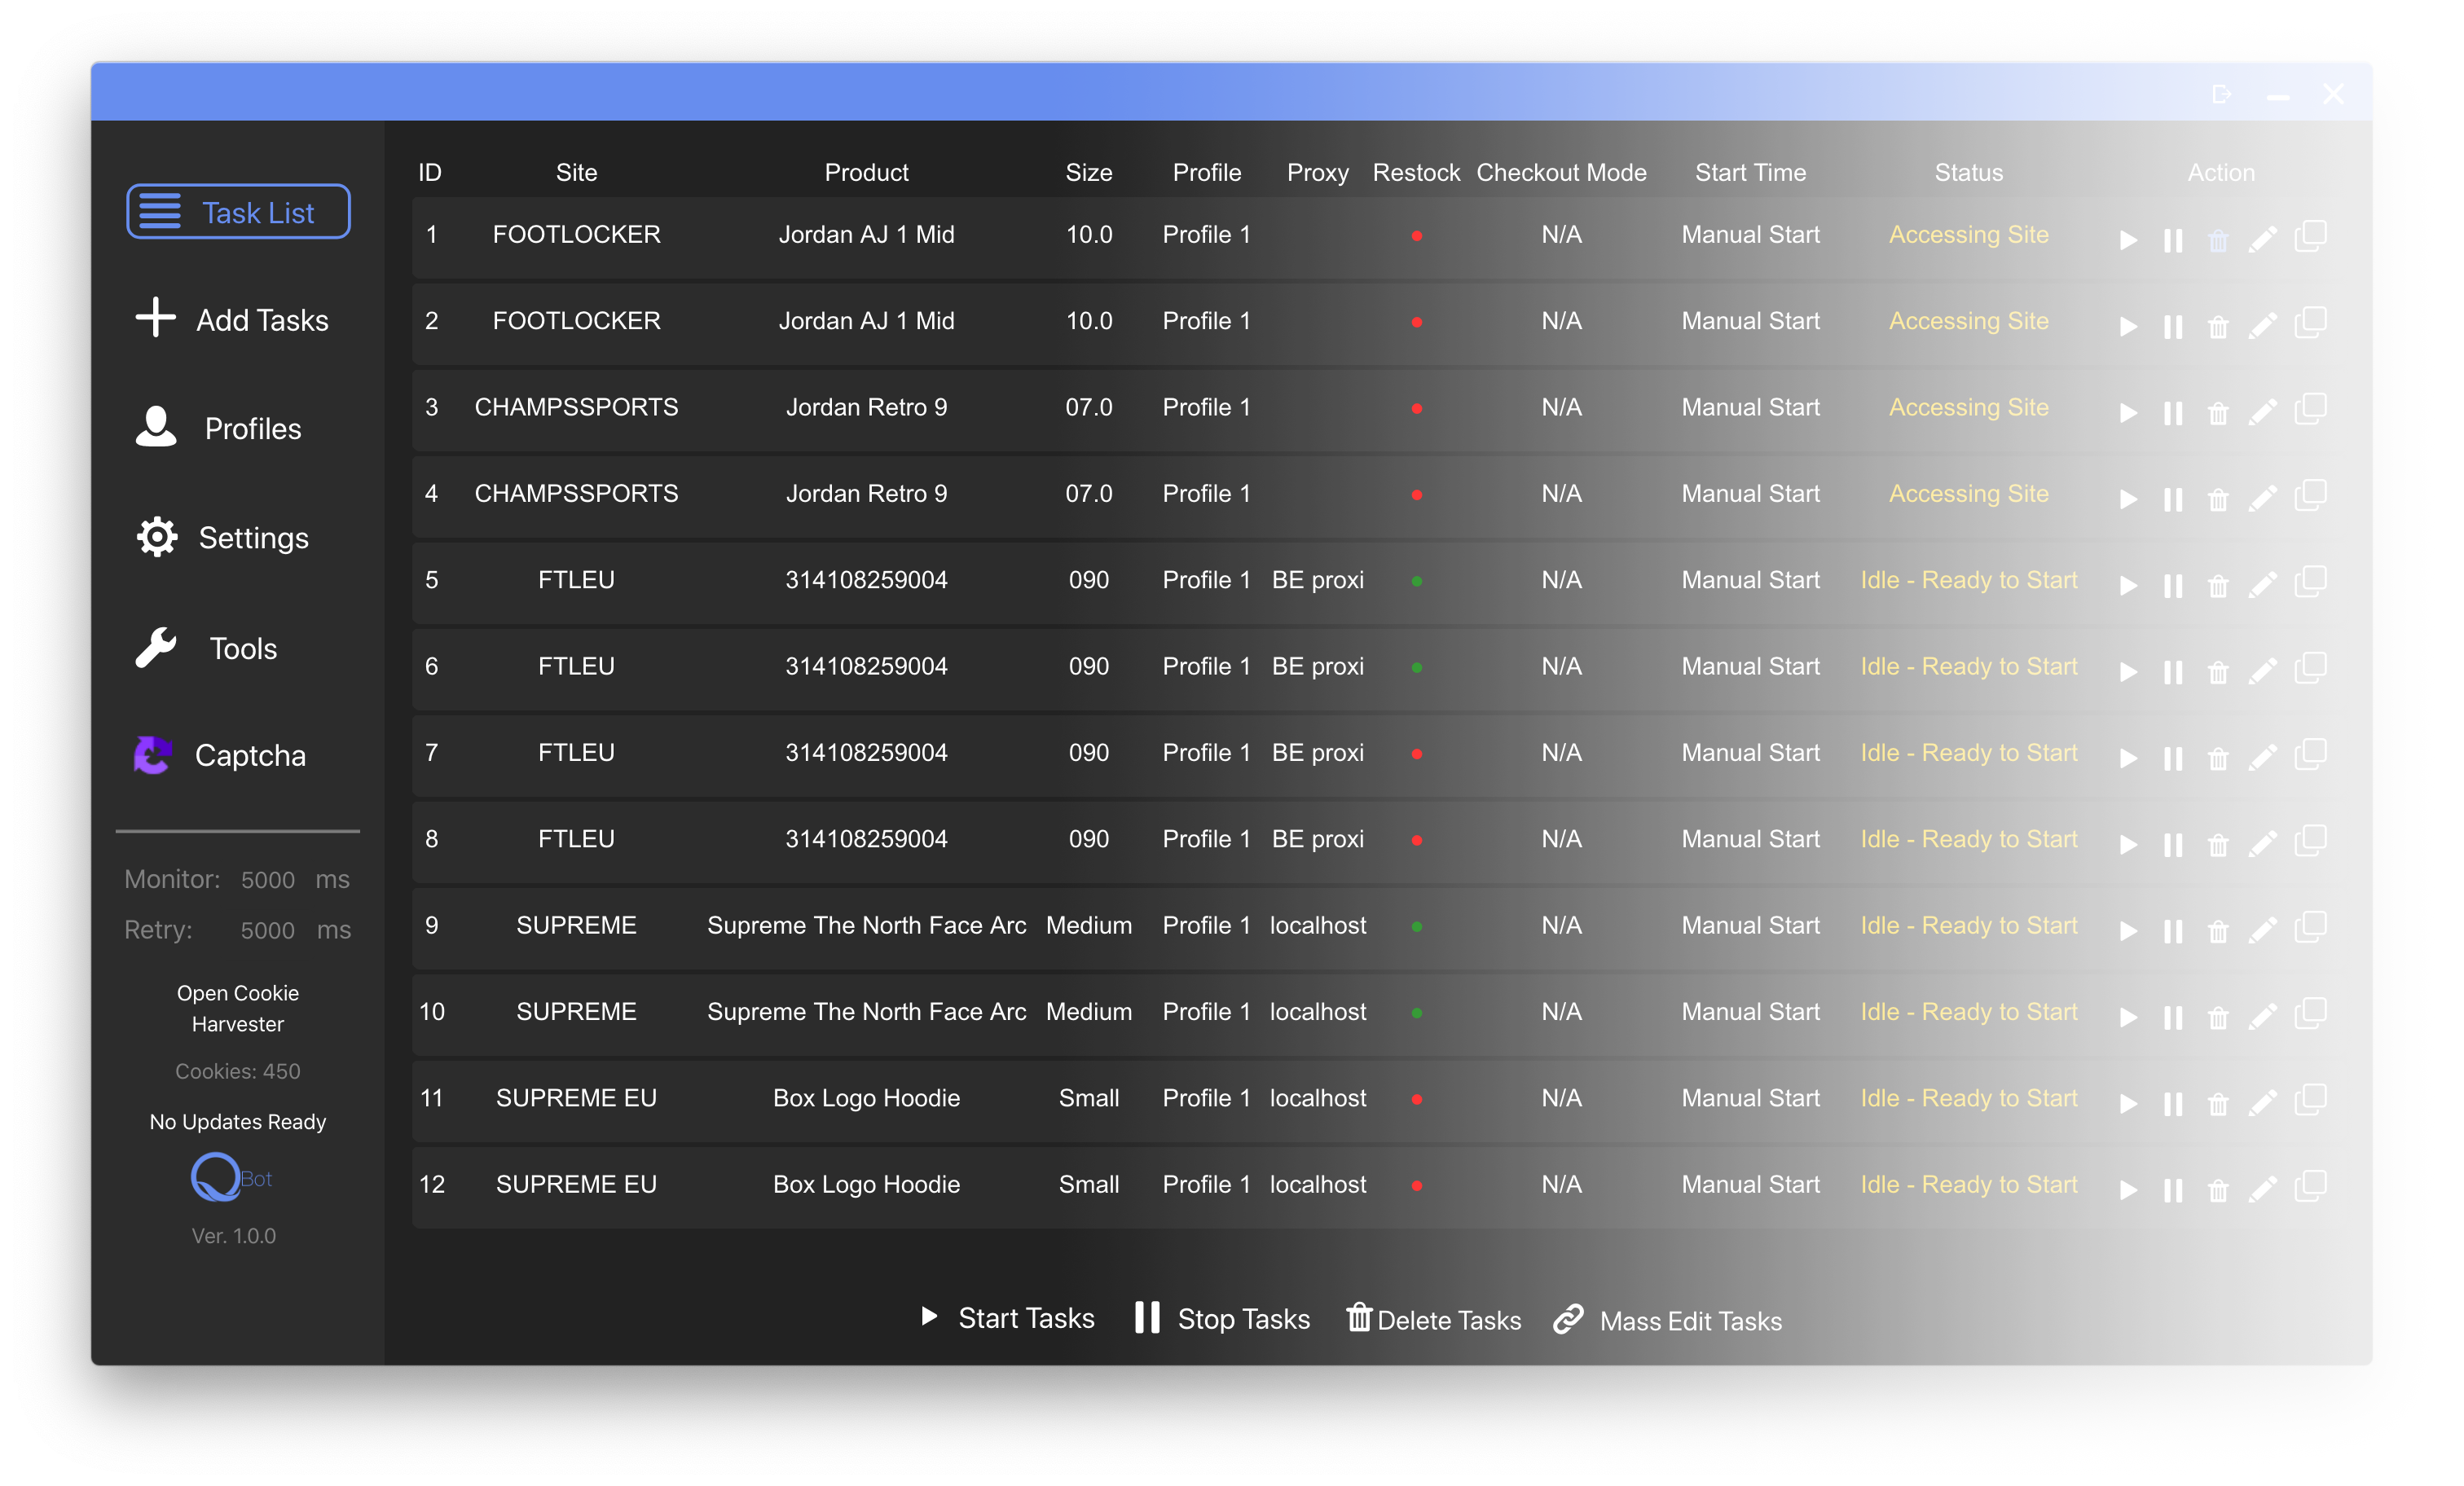 Task List
Add Tasks
Profiles
Settings
Tools
Captcha
Monitor: 5000 ms
Retry: 5000 ms
Open Cookie
Harvester
Cookies: 450
No Updates Ready
Bot
Ver. 1.0.0
ID Site Product Size Profile Proxy Restock Checkout Mode Start Time Status Action
1 FOOTLOCKER Jordan AJ 1 Mid 10.0 Profile 1 N/A Manual Start Accessing Site
2 FOOTLOCKER Jordan AJ 1 Mid 10.0 Profile 1 N/A Manual Start Accessing Site
3 CHAMPSSPORTS Jordan Retro 9 07.0 Profile 1 N/A Manual Start Accessing Site
4 CHAMPSSPORTS Jordan Retro 9 07.0 Profile 1 N/A Manual Start Accessing Site
5 FTLEU 314108259004 090 Profile 1 BE proxi N/A Manual Start Idle - Ready to Start
6 FTLEU 314108259004 090 Profile 1 BE proxi N/A Manual Start Idle - Ready to Start
7 FTLEU 314108259004 090 Profile 1 BE proxi N/A Manual Start Idle - Ready to Start
8 FTLEU 314108259004 090 Profile 1 BE proxi N/A Manual Start Idle - Ready to Start
9 SUPREME Supreme The North Face Arc Medium Profile 1 localhost N/A Manual Start Idle - Ready to Start
10 SUPREME Supreme The North Face Arc Medium Profile 1 localhost N/A Manual Start Idle - Ready to Start
11 SUPREME EU Box Logo Hoodie Small Profile 1 localhost N/A Manual Start Idle - Ready to Start
12 SUPREME EU Box Logo Hoodie Small Profile 1 localhost N/A Manual Start Idle - Ready to Start
Start Tasks Stop Tasks Delete Tasks Mass Edit Tasks